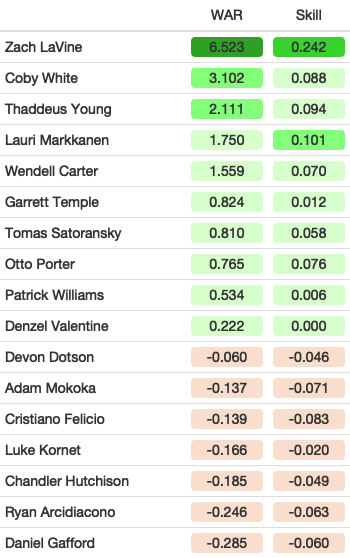 WAR Skill
Zach LaVine 6.523 0.242
Coby White 3.102 0.088
Thaddeus Young 2.111 0.094
Lauri Markkanen 1.750 0.101
Wendell Carter 1.559 0.070
Garrett Temple 0.824 0.012
Tomas Satoransky 0.810 0.058
Otto Porter 0.765 0.076
Patrick Williams 0.534 0.006
Denzel Valentine 0.222 0.000
Devon Dotson -0.060 -0.046
Adam Mokoka -0.137 -0.071
Cristiano Felicio -0.139 -0.083
Luke Kornet -0.166 -0.020
Chandler Hutchison -0.185 -0.049
Ryan Arcidiacono -0.246 -0.063
Daniel Gafford -0.285 -0.060